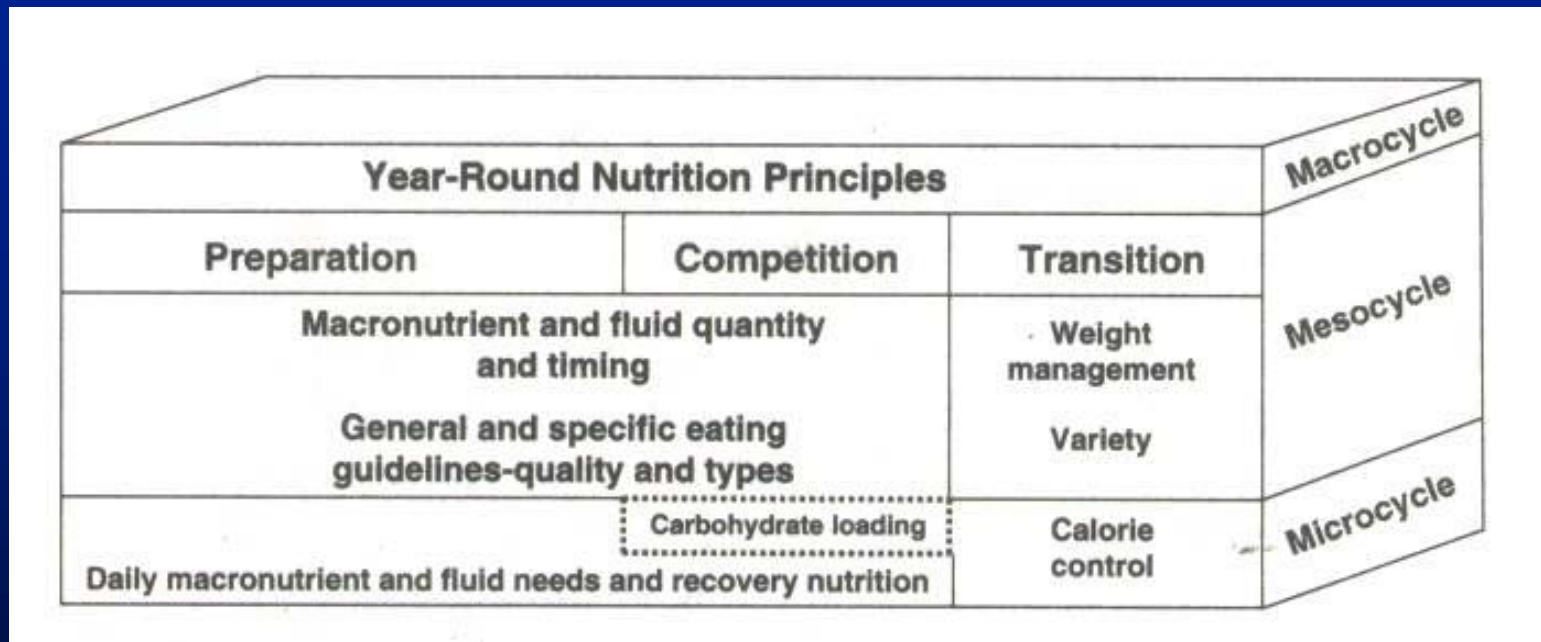 Year-Round Nutrition Principles
Macrocycle
Preparation
Competition
Transition
Mesocycle
Macronutrient and fluid quantity
and timing
Weight
management
General and specific eating
guidelines-quality and types
Variety
Carbohydrate loading
Calorie
control
Microcycle
Daily macronutrient and fluid needs and recovery nutrition